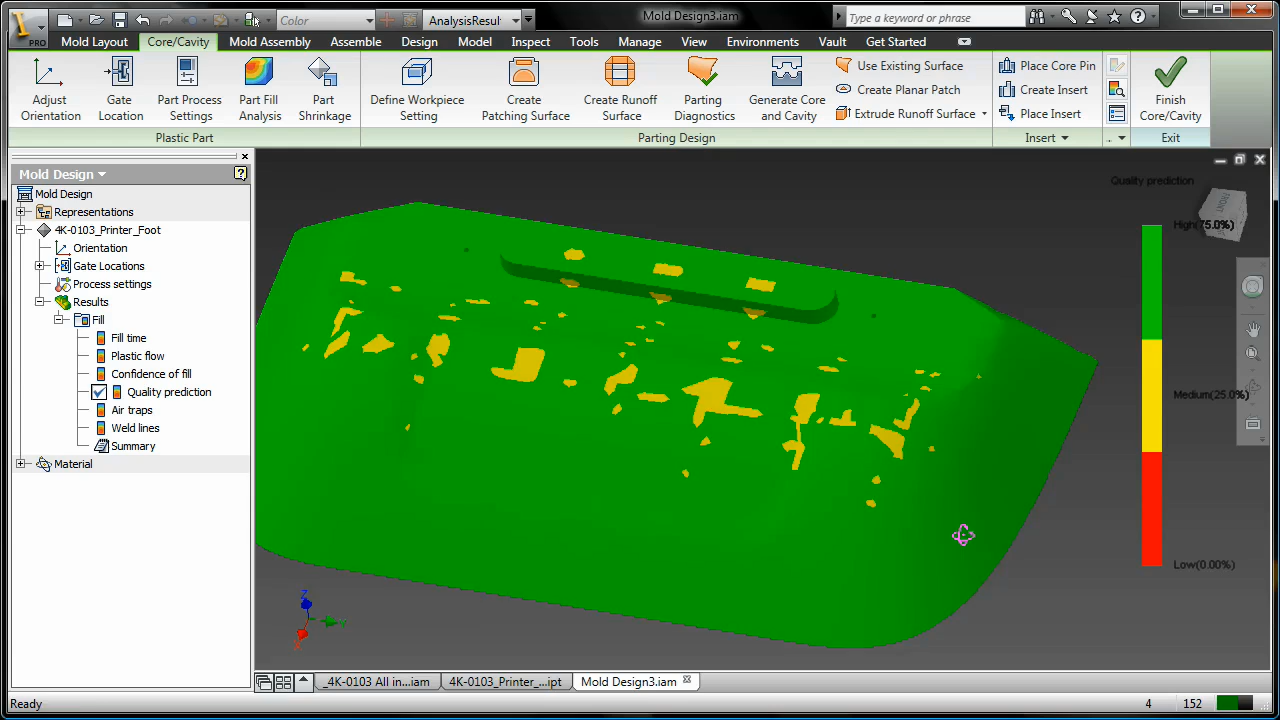 PRO
Color
AnalysisResul
Mold Design3.iam
Type a keyword or phrase
Mold Layout
Core/Cavity
Mold Assembly
Assemble
Design
Model
Inspect
Tools
Manage
View
Environments
Vault
Get Started
Adjust
Orientation
Gate
Location
Part Process
Settings
Part Fill
Analysis
Part
Shrinkage
Define Workpiece
Setting
Create
Patching Surface
Create Runoff
Surface
Parting
Diagnostics
Generate Core
and Cavity
Use Existing Surface
Create Planar Patch
Extrude Runoff Surface
Place Core Pin
Create Insert
Place Insert
Finish
Core/Cavity
Plastic Part
Parting Design
Insert
Exit
Mold Design
Mold Design
Representations
4K-0103_Printer_Foot
Orientation
Gate Locations
Process settings
Results
Fill
Fill time
Plastic flow
Confidence of fill
Quality prediction
Air traps
Weld lines
Summary
Material
Quality prediction
FRONT
High(75.0%)
Medium(25.0%)
Low(0.00%)
Z
Y
X
_4K-0103 All in...iam
4K-0103_Printer_...ipt
Mold Design3.iam
Ready
4
152